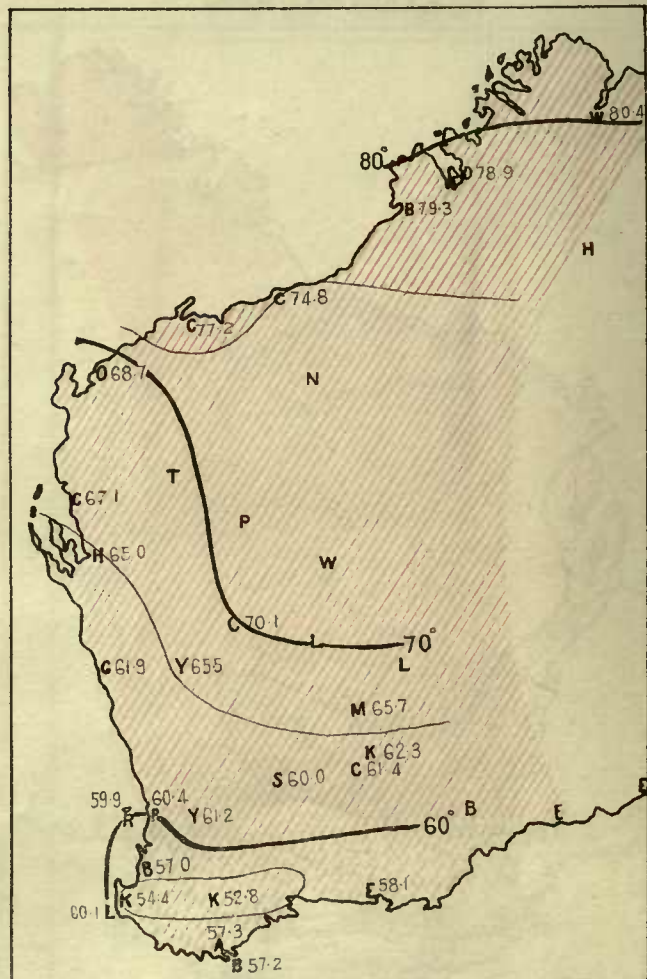 W 80·4
80°
D 78·9
B 79·3
H
C 74·8
C 77·2
N
O 68·7
T
C 67·1
P
H 65·0
W
C 70·1
L
70°
G 61·9
Y 65·5
L
M 65·7
K 62·3
S 60·0
C 61·4
59·9
60·4
R
P
Y 61·2
60°
B
E
E
B 57·0
K 54·4
K 52·8
E 58·1
60·1 L
57·3
A
B 57·2